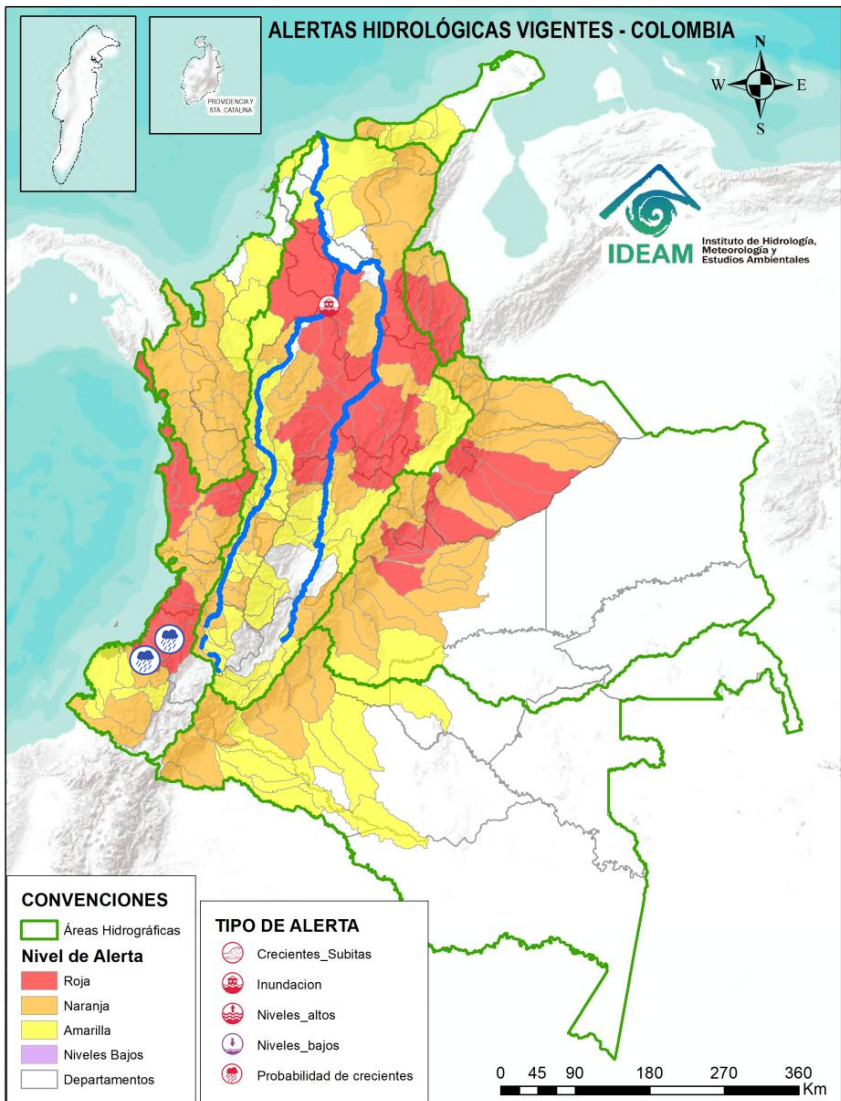 ALERTAS HIDROLÓGICAS VIGENTES - COLOMBIA
PROVIDENCIA Y
STA. CATALINA
N
W E
S
IDEAM
Instituto de Hidrología,
Meteorología y
Estudios Ambientales
CONVENCIONES
Áreas Hidrográficas
Nivel de Alerta
Roja
Naranja
Amarilla
Niveles Bajos
Departamentos
TIPO DE ALERTA
Crecientes_Subitas
Inundacion
Niveles_altos
Niveles_bajos
Probabilidad de crecientes
0 45 90 180 270 360
Km